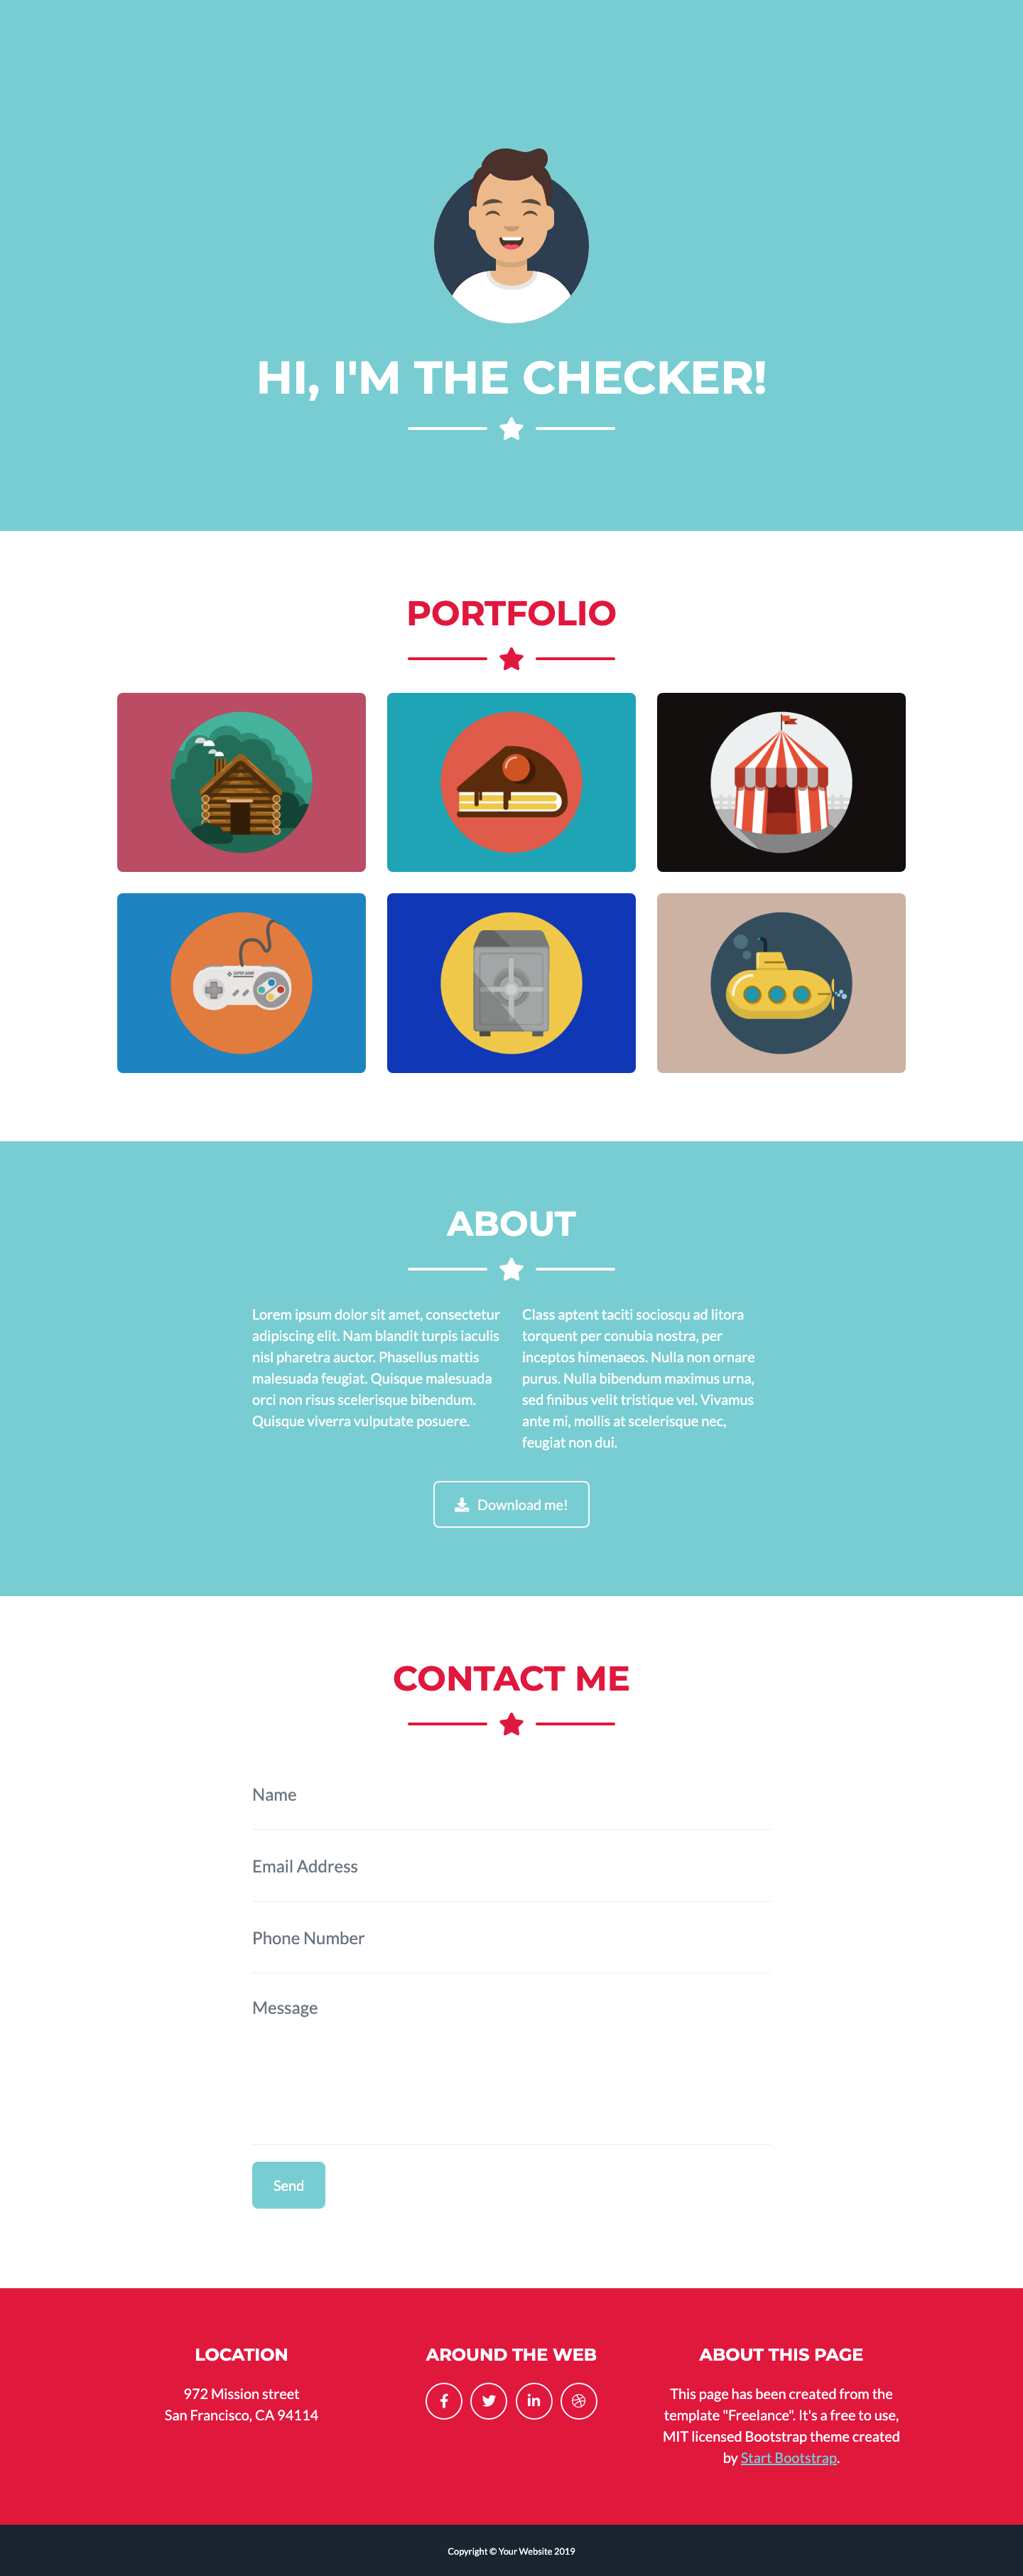 HI, I'M THE CHECKER!
PORTFOLIO
SUPER GAME
ABOUT
Lorem ipsum dolor sit amet, consectetur
adipiscing elit. Nam blandit turpis iaculis
nisl pharetra auctor. Phasellus mattis
malesuada feugiat. Quisque malesuada
orci non risus scelerisque bibendum.
Quisque viverra vulputate posuere.
Class aptent taciti sociosqu ad litora
torquent per conubia nostra, per
inceptos himenaeos. Nulla non ornare
purus. Nulla bibendum maximus urna,
sed finibus velit tristique vel. Vivamus
ante mi, mollis at scelerisque nec,
feugiat non dui.
Download me!
CONTACT ME
Name
Email Address
Phone Number
Message
Send
LOCATION
972 Mission street
San Francisco, CA 94114
AROUND THE WEB
ABOUT THIS PAGE
This page has been created from the
template "Freelance". It's a free to use,
MIT licensed Bootstrap theme created
by Start Bootstrap.
Copyright © Your Website 2019